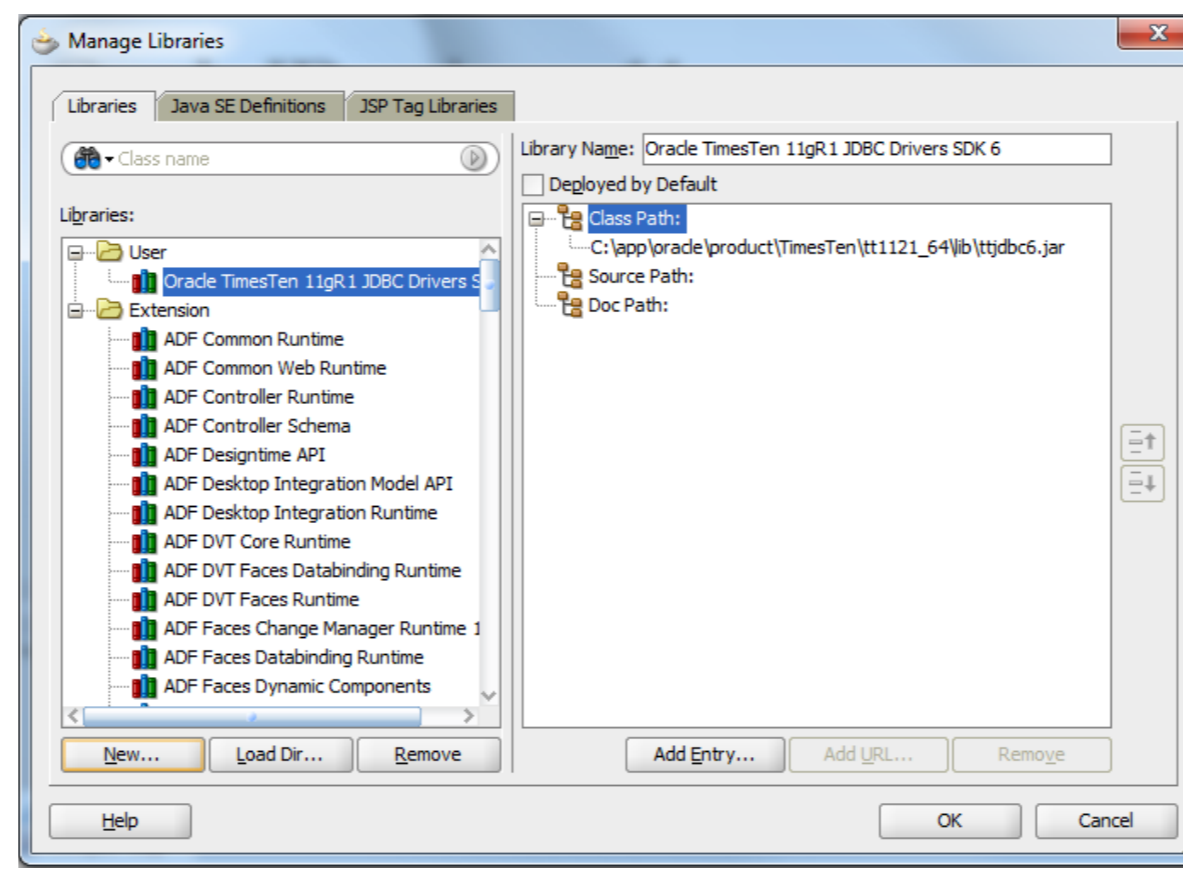 Manage Libraries
X
Libraries
Java SE Definitions
JSP Tag Libraries
Class name
Libraries:
User
Oracle TimesTen 11gR1 JDBC Drivers S
Extension
ADF Common Runtime
ADF Common Web Runtime
ADF Controller Runtime
ADF Controller Schema
ADF Designtime API
ADF Desktop Integration Model API
ADF Desktop Integration Runtime
ADF DVT Core Runtime
ADF DVT Faces Databinding Runtime
ADF DVT Faces Runtime
ADF Faces Change Manager Runtime 1
ADF Faces Databinding Runtime
ADF Faces Dynamic Components
New...
Load Dir...
Remove
Library Name: Oracle TimesTen 11gR1 JDBC Drivers SDK 6
Deployed by Default
Class Path:
C:\app\oracle\product\TimesTen\tt1121_64\lib\ttjdbc6.jar
Source Path:
Doc Path:
Add Entry...
Add URL...
Remove
Help
OK
Cancel